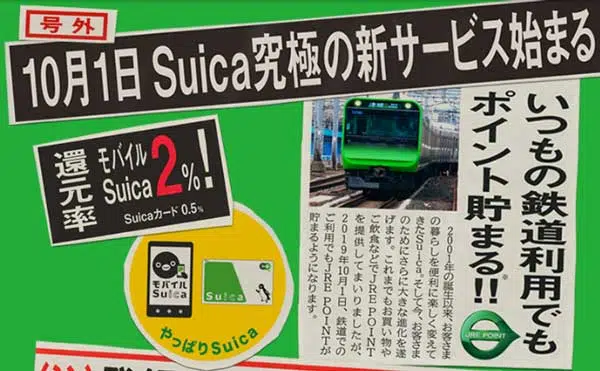 号外
10月1日 Suica究極の新サービス始まる
いつもの鉄道利用でも
ポイント貯まる!!※
還元率
モバイル
Suica 2%!
Suicaカード 0.5%
2001年の誕生以来、お客さま
の暮らしを便利に楽しく変えて
きたSuica。そして今、お客さま
のためにさらに大きな進化を遂
げます。これまでもお買い物や
ご飲食などでJRE POINT
を提供してまいりましたが、
2019年10月1日、鉄道での
ご利用でもJRE POINTが
貯まるようになります。
JRE POINT
モバイル
Suica
Suica
やっぱりSuica